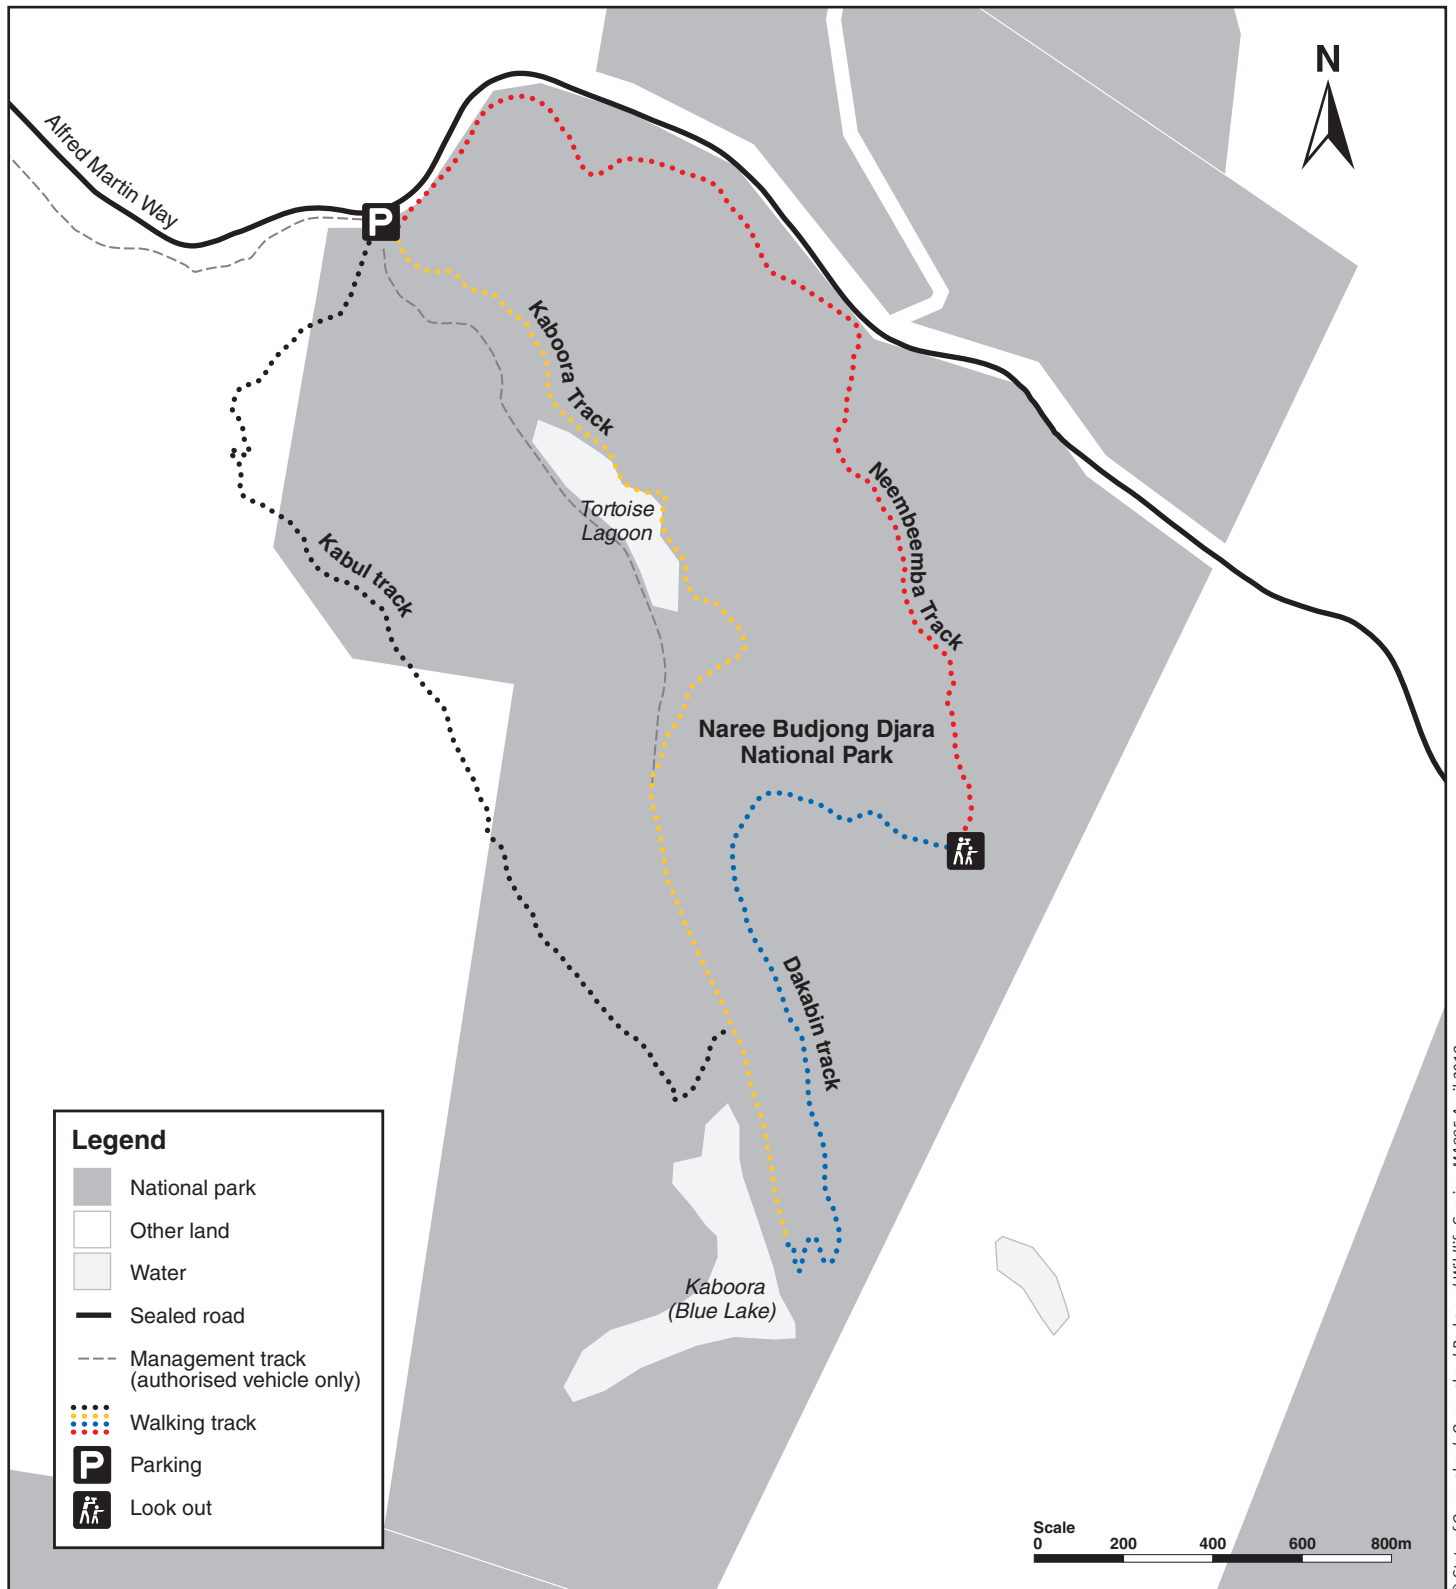 N
Alfred Martin Way
P
Kaboora Track
Tortoise
Lagoon
Neembeemba Track
Kabul track
Naree Budjong Djara
National Park
Dakabin track
Kaboora
(Blue Lake)
Legend
National park
Other land
Water
Sealed road
Management track
(authorised vehicle only)
Walking track
P
Parking
Look out
Scale
0 200 400 600 800m